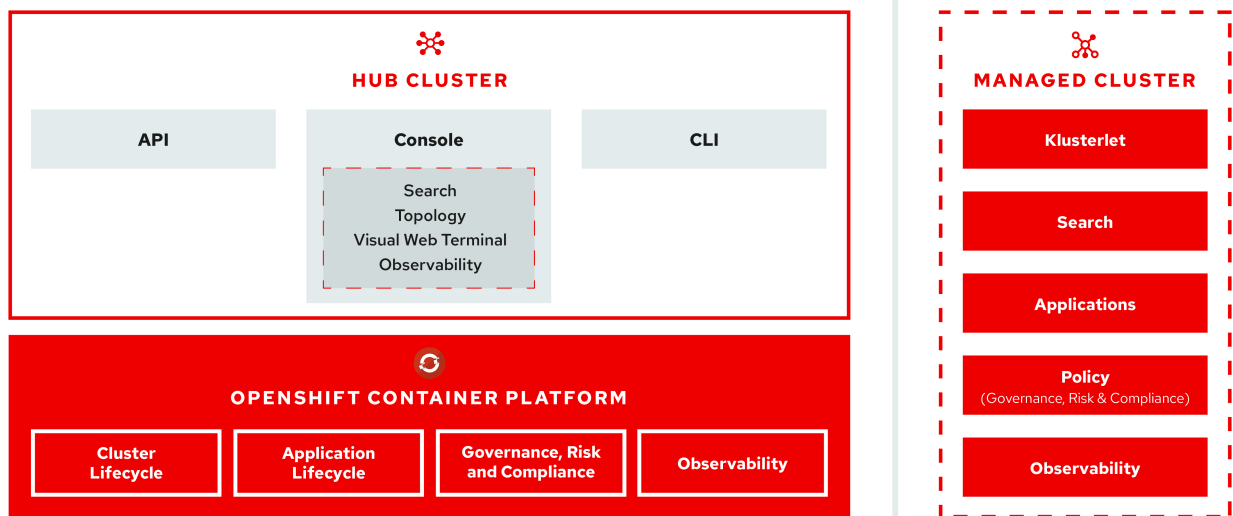 HUB CLUSTER
API
Console
CLI
Search
Topology
Visual Web Terminal
Observability
OPENSHIFT CONTAINER PLATFORM
Cluster
Lifecycle
Application
Lifecycle
Governance, Risk
and Compliance
Observability
MANAGED CLUSTER
Klusterlet
Search
Applications
Policy
(Governance, Risk & Compliance)
Observability